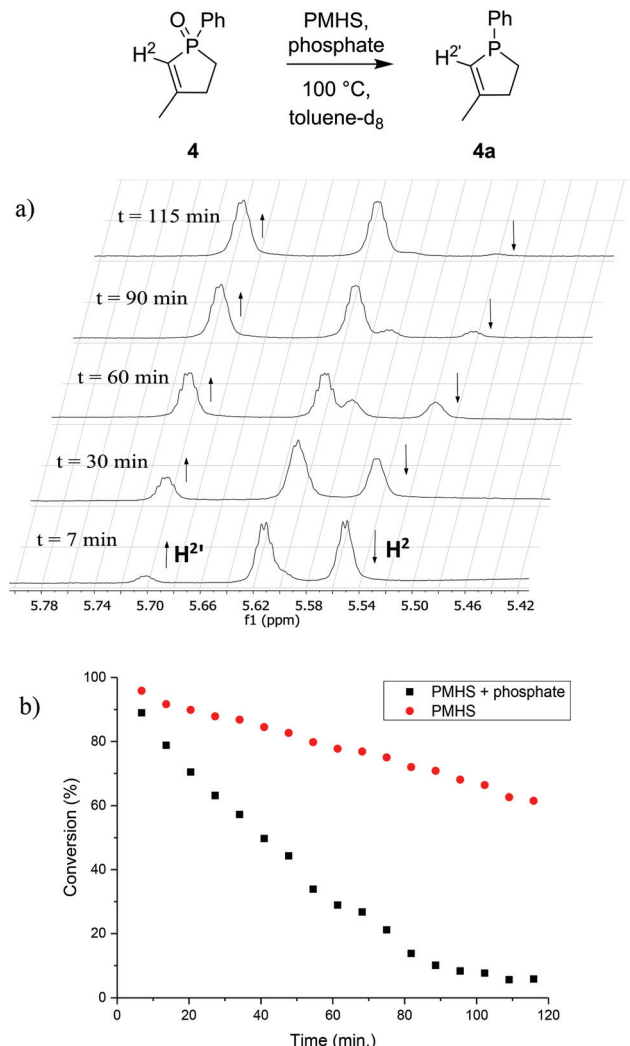 O
Ph
P
H2
4
PMHS,
phosphate
100 °C,
toluene-d8
Ph
P
H2'
4a
a)
t = 115 min
t = 90 min
t = 60 min
t = 30 min
t = 7 min
H2'
H2
5.78 5.74 5.70 5.66 5.62 5.58 5.54 5.50 5.46 5.42
f1 (ppm)
b)
PMHS + phosphate
PMHS
Conversion (%)
100
80
60
40
20
0
0 20 40 60 80 100 120
Time (min.)